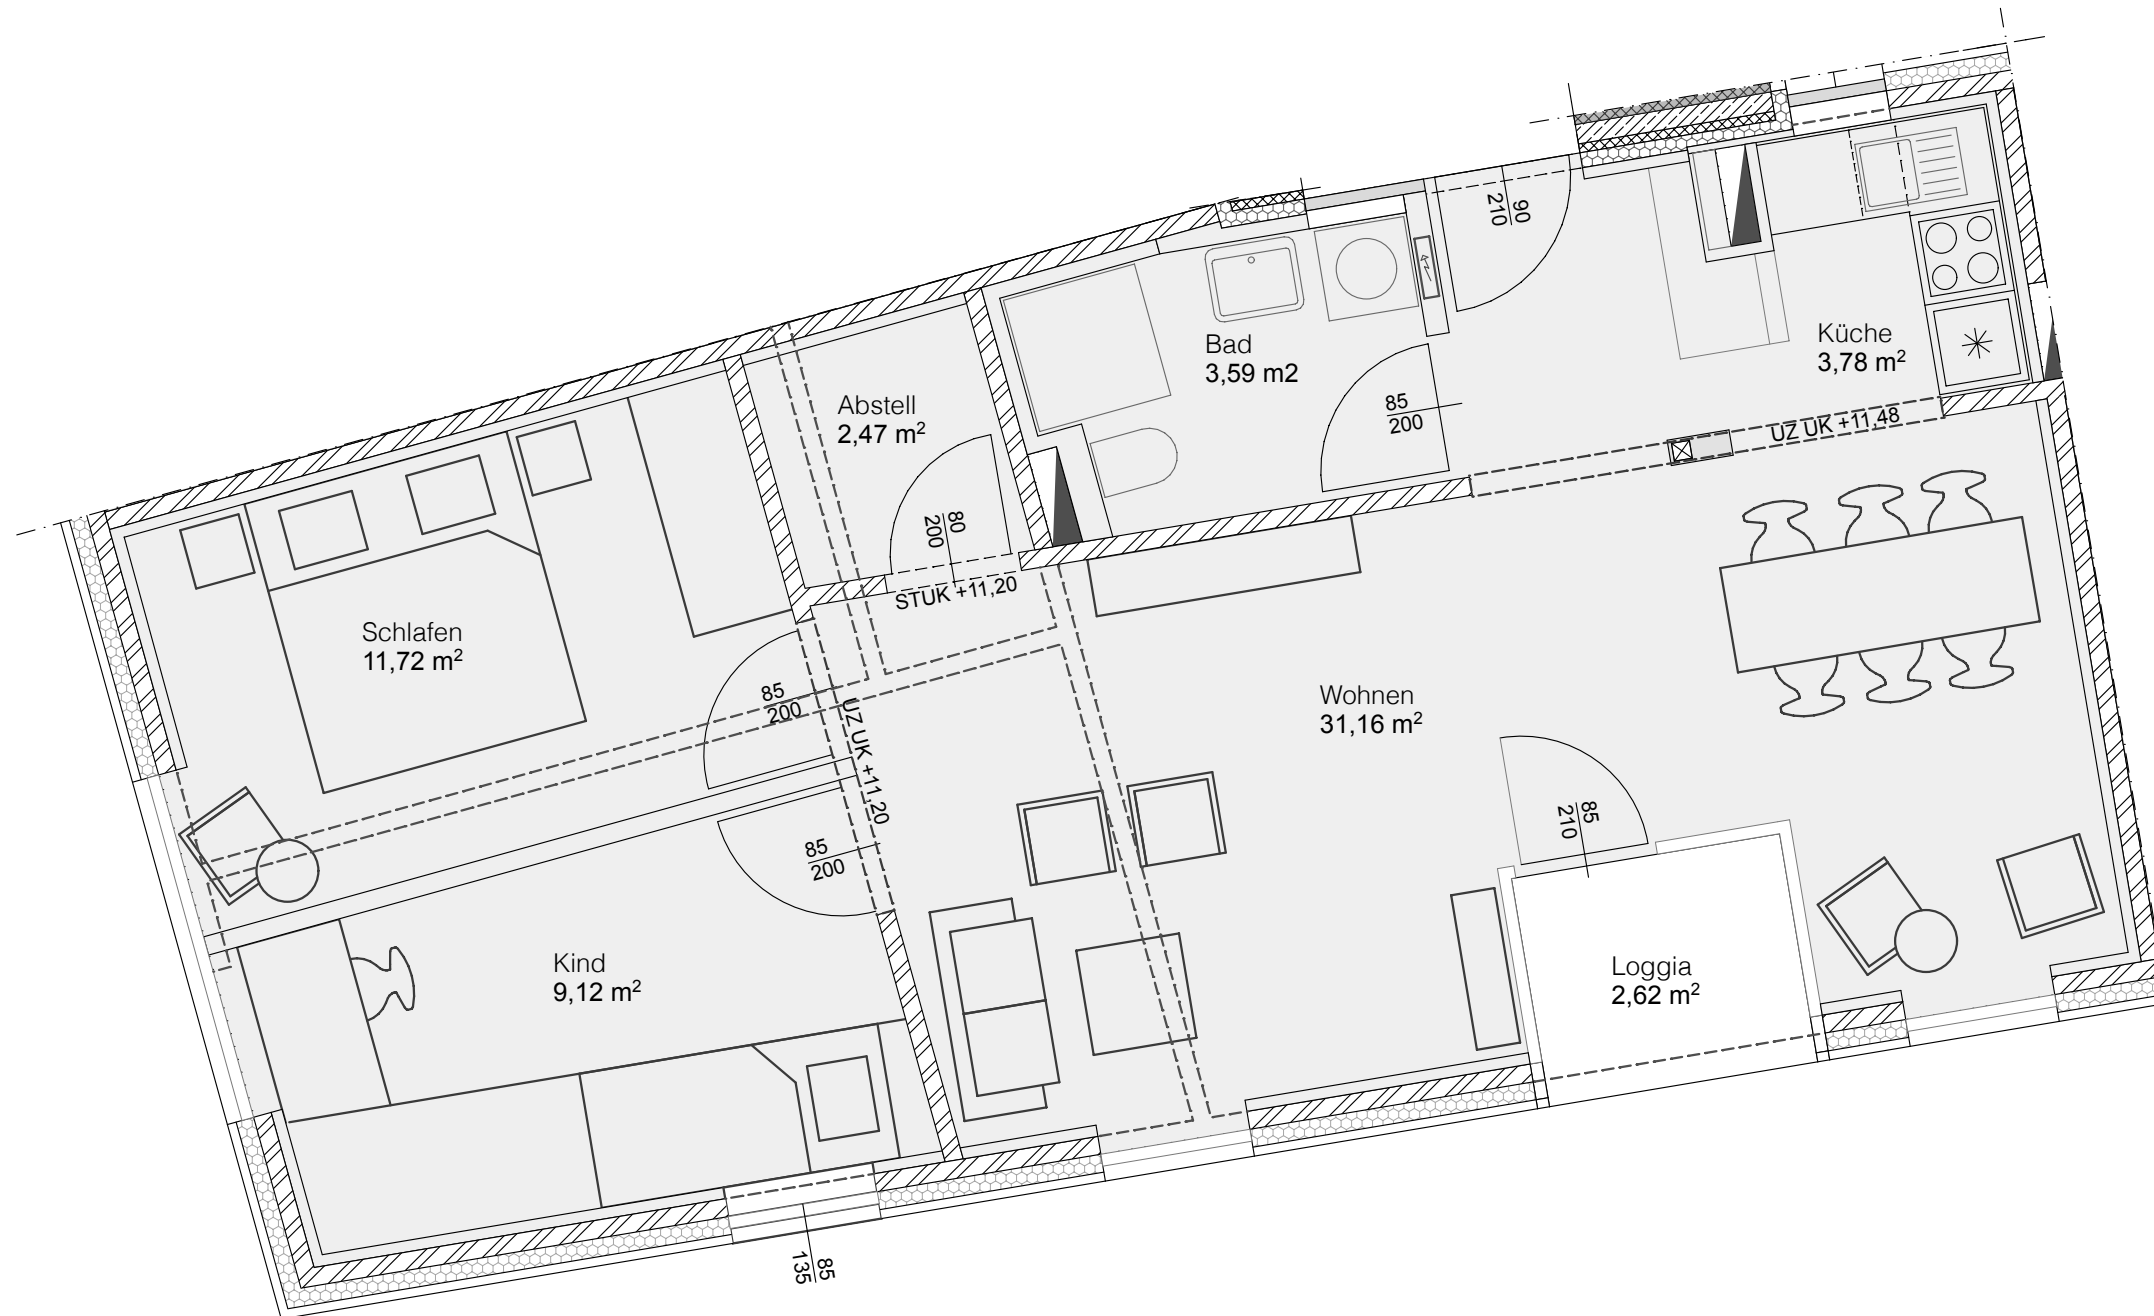 90
210
Bad
3,59 m2
Küche
3,78 m²
Abstell
2,47 m²
85
200
UZ UK +11,48
80
200
STUK +11,20
Schlafen
11,72 m²
85
200
UZ UK +11,20
Wohnen
31,16 m²
85
210
85
200
Kind
9,12 m²
Loggia
2,62 m²
85
135